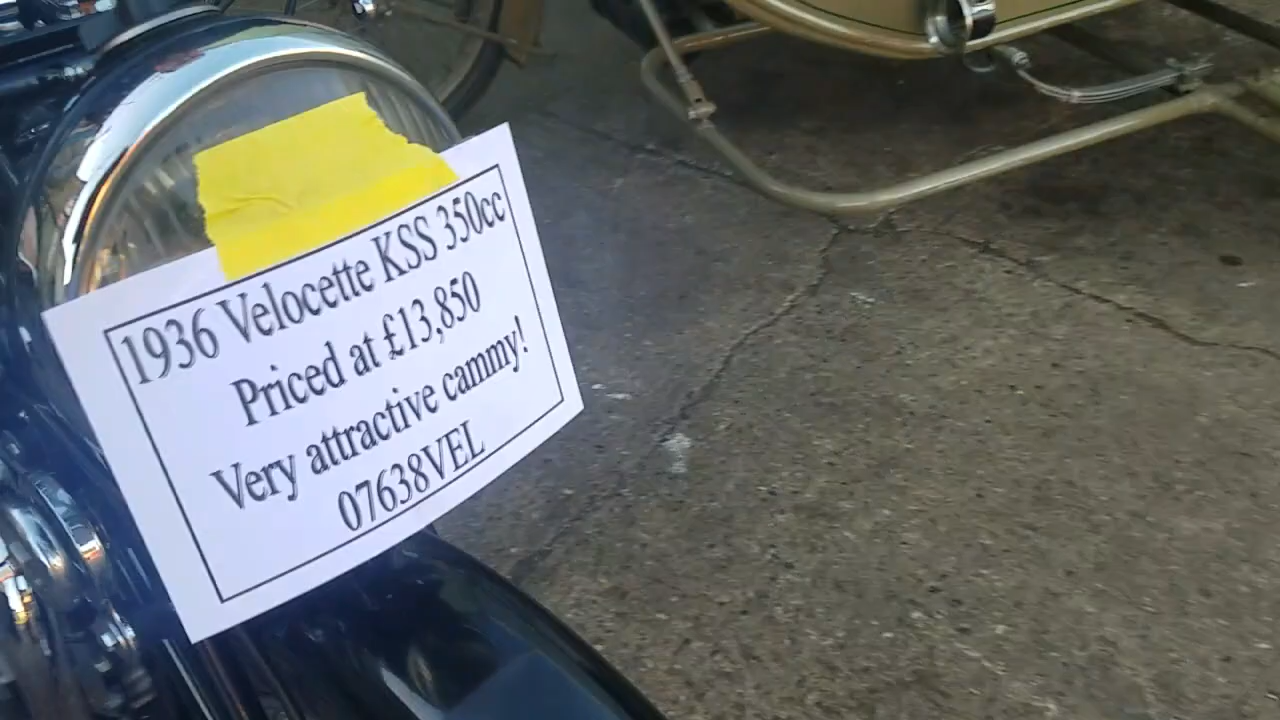 1936 Velocette KSS 350cc
Priced at £13,850
Very attractive cammy!
07638VEL